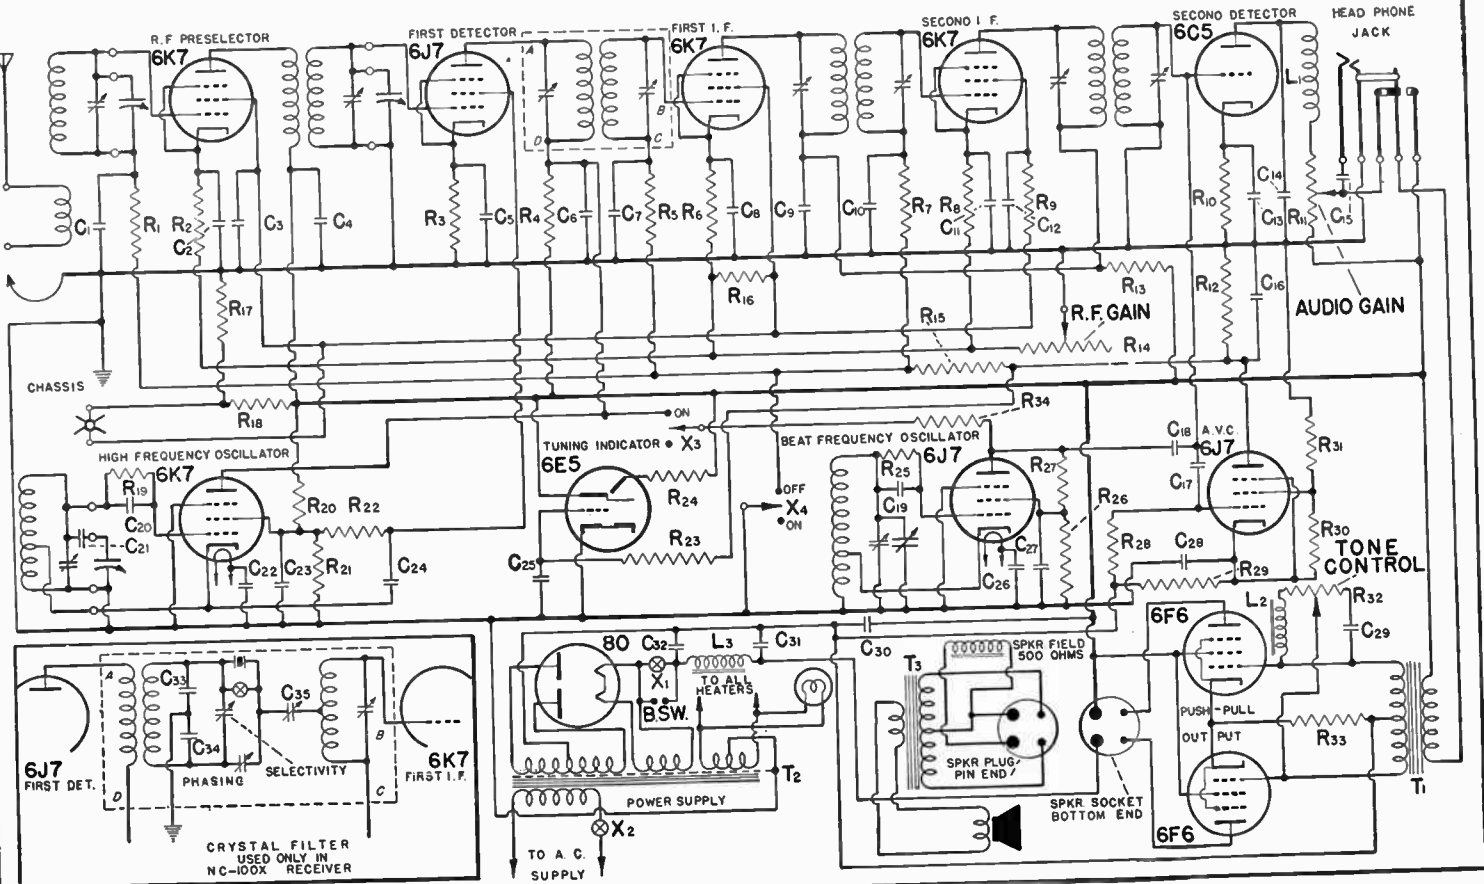 R.F PRESELECTOR
6K7
FIRST DETECTOR
6J7
FIRST I.F.
6K7
SECOND I F.
6K7
SECOND DETECTOR
6C5
HEAD PHONE
JACK
A
B
C
D
L1
C1
R1
R2
C2
C3
C4
R3
C5
R4
C6
C7
R5
R6
C8
C9
C10
R7
R8
C11
R9
C12
R10
C13
C14
R11
C15
R17
R16
R13
R12
C16
R15
R.F. GAIN
R14
AUDIO GAIN
CHASSIS
R18
ON
X3
R34
HIGH FREQUENCY OSCILLATOR
6K7
TUNING INDICATOR
6E5
BEAT FREQUENCY OSCILLATOR
6J7
C18
A.V.C.
6J7
R31
R19
C20
C21
R20
R22
R24
OFF
X4
ON
R25
C19
R27
R26
C17
R30
C22
C23
R21
C24
C25
R23
C26
C27
R28
C28
R29
TONE
CONTROL
L2
R32
C29
6F6
80
C32
L3
C31
C30
X1
B.SW.
TO ALL
HEATERS
T3
SPKR FIELD
500 OHMS
PUSH-PULL
OUT PUT
R33
T1
SPKR PLUG
PIN END
SPKR. SOCKET
BOTTOM END
6F6
T2
POWER SUPPLY
X2
TO A. C.
SUPPLY
A
C33
C35
C34
B
6J7
FIRST DET.
PHASING
SELECTIVITY
6K7
FIRST I.F.
D
C
CRYSTAL FILTER
USED ONLY IN
NC-100X RECEIVER